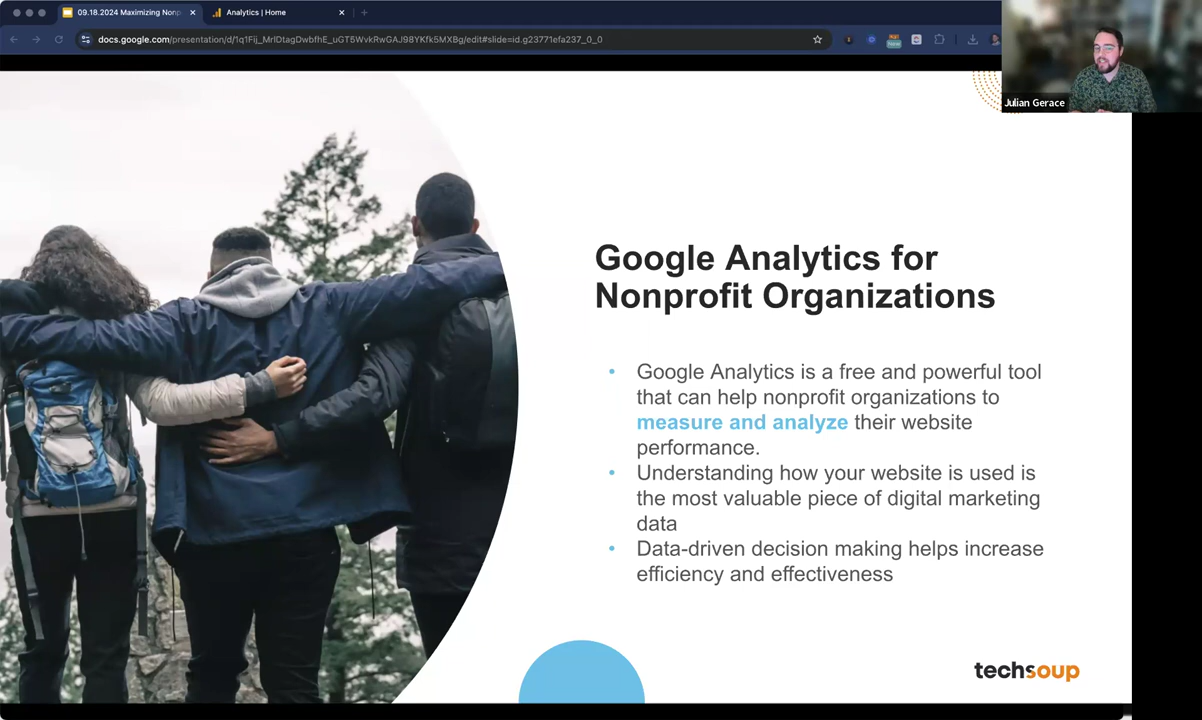 09.18.2024 Maximizing Nonp
Analytics | Home
docs.google.com/presentation/d/1q1Fij_MrIDtagDwbfhE_uGT5WvkRwGAJ98YKfk5MXBg/edit#slide=id.g23771efa237_0_0
Julian Gerace
Google Analytics for
Nonprofit Organizations
• Google Analytics is a free and powerful tool
that can help nonprofit organizations to
measure and analyze their website
performance.
• Understanding how your website is used is
the most valuable piece of digital marketing
data
• Data-driven decision making helps increase
efficiency and effectiveness
techsoup